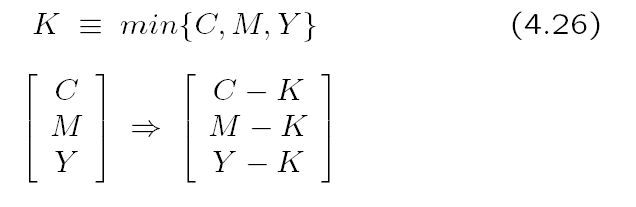 K ≡ min{C, M, Y} (4.26)
[ C ] [ C − K ]
[ M ] ⇒ [ M − K ]
[ Y ] [ Y − K ]